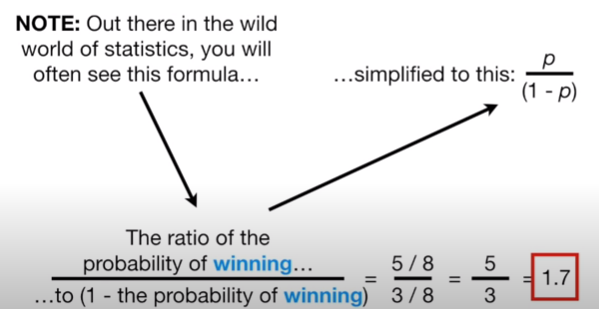 NOTE: Out there in the wild
world of statistics, you will
often see this formula...
...simplified to this: p / (1 - p)
The ratio of the
probability of winning...
...to (1 - the probability of winning)
= 5 / 8 / 3 / 8 = 5 / 3 = 1.7